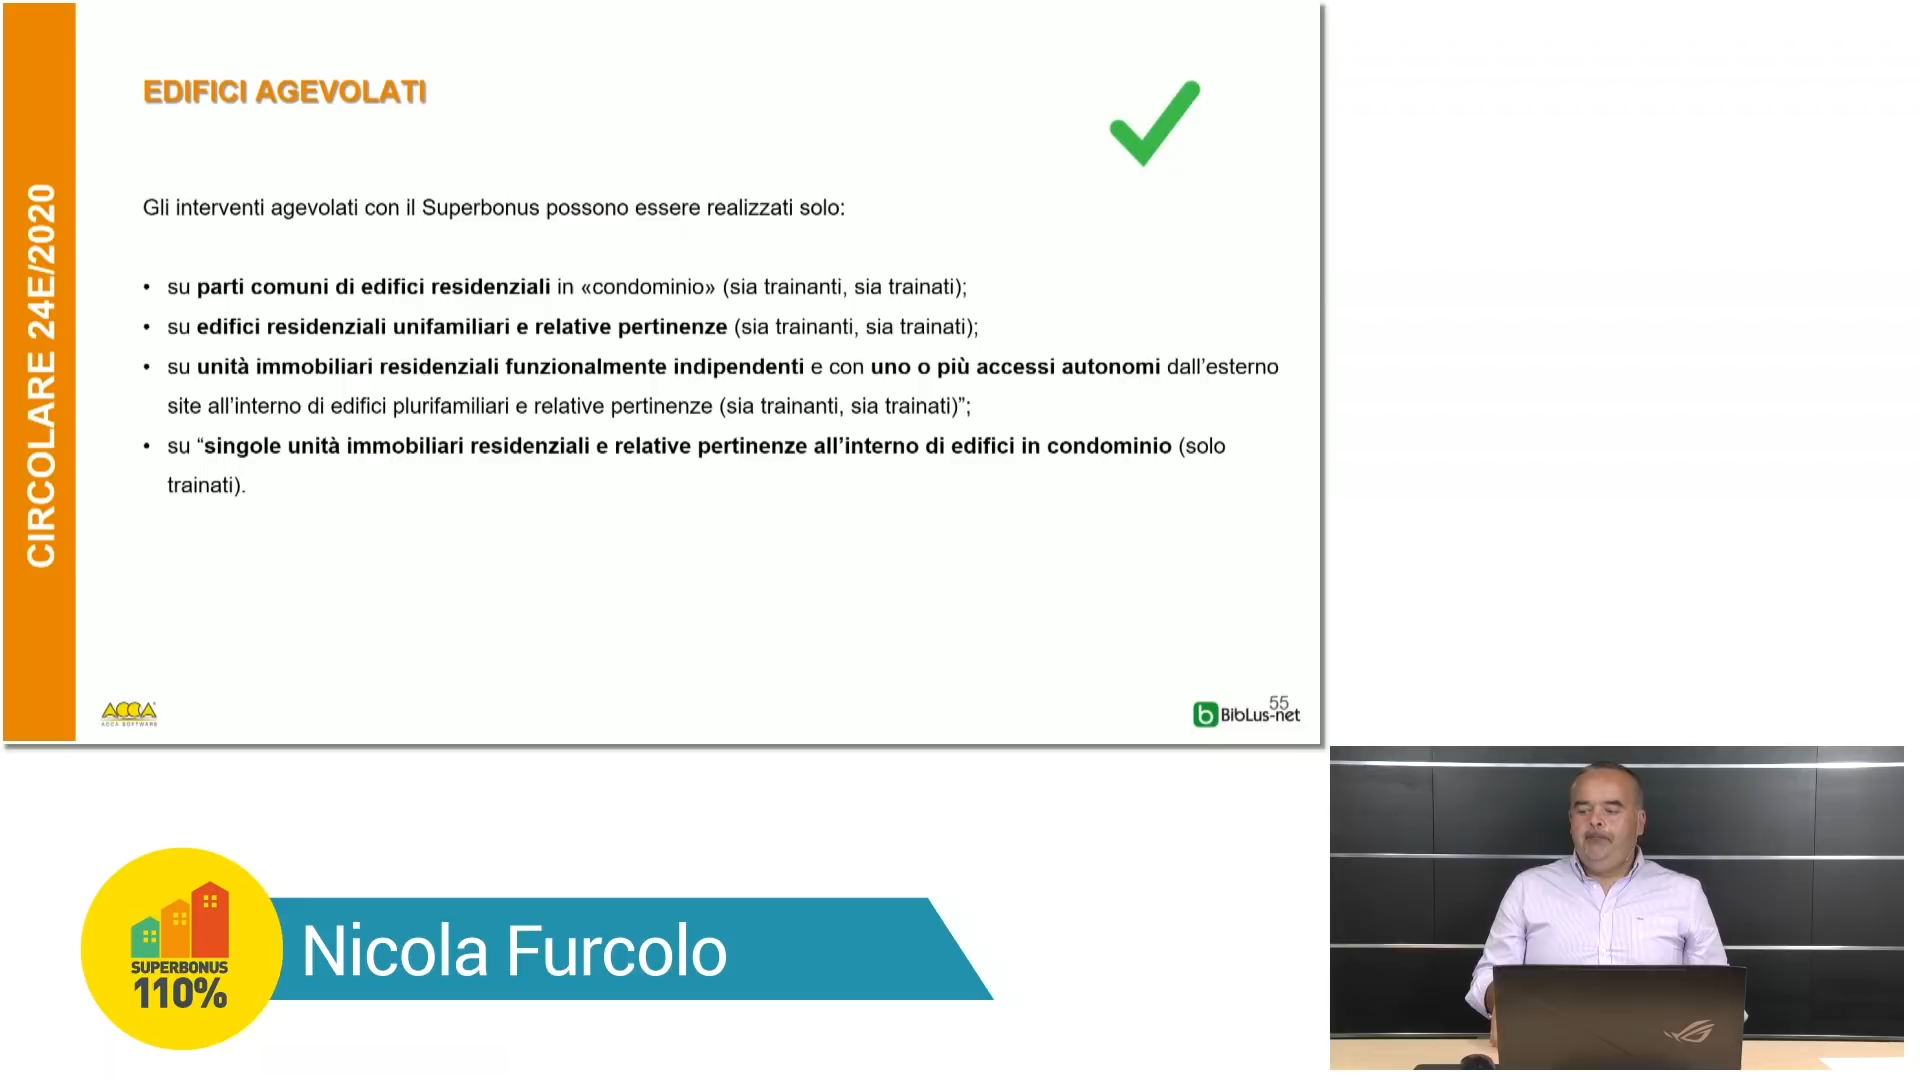 CIRCOLARE 24E/2020
EDIFICI AGEVOLATI
Gli interventi agevolati con il Superbonus possono essere realizzati solo:
• su parti comuni di edifici residenziali in «condominio» (sia trainanti, sia trainati);
• su edifici residenziali unifamiliari e relative pertinenze (sia trainanti, sia trainati);
• su unità immobiliari residenziali funzionalmente indipendenti e con uno o più accessi autonomi dall’esterno
site all’interno di edifici plurifamiliari e relative pertinenze (sia trainanti, sia trainati)”;
• su “singole unità immobiliari residenziali e relative pertinenze all’interno di edifici in condominio (solo
trainati).
ACCA
ACCA SOFTWARE
55
BibLus-net
SUPERBONUS
110%
Nicola Furcolo